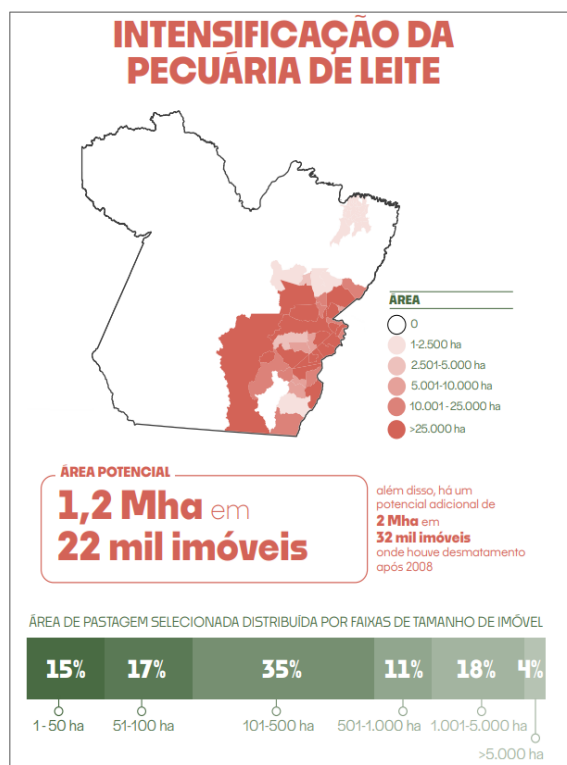 INTENSIFICAÇÃO DA
PECUÁRIA DE LEITE
ÁREA
0
1-2.500 ha
2.501-5.000 ha
5.001-10.000 ha
10.001-25.000 ha
>25.000 ha
ÁREA POTENCIAL
1,2 Mha em
22 mil imóveis
além disso, há um
potencial adicional de
2 Mha em
32 mil imóveis
onde houve desmatamento
após 2008
ÁREA DE PASTAGEM SELECIONADA DISTRIBUÍDA POR FAIXAS DE TAMANHO DE IMÓVEL
15% 17% 35% 11% 18% 4%
1-50 ha 51-100 ha 101-500 ha 501-1.000 ha 1.001-5.000 ha
>5.000 ha